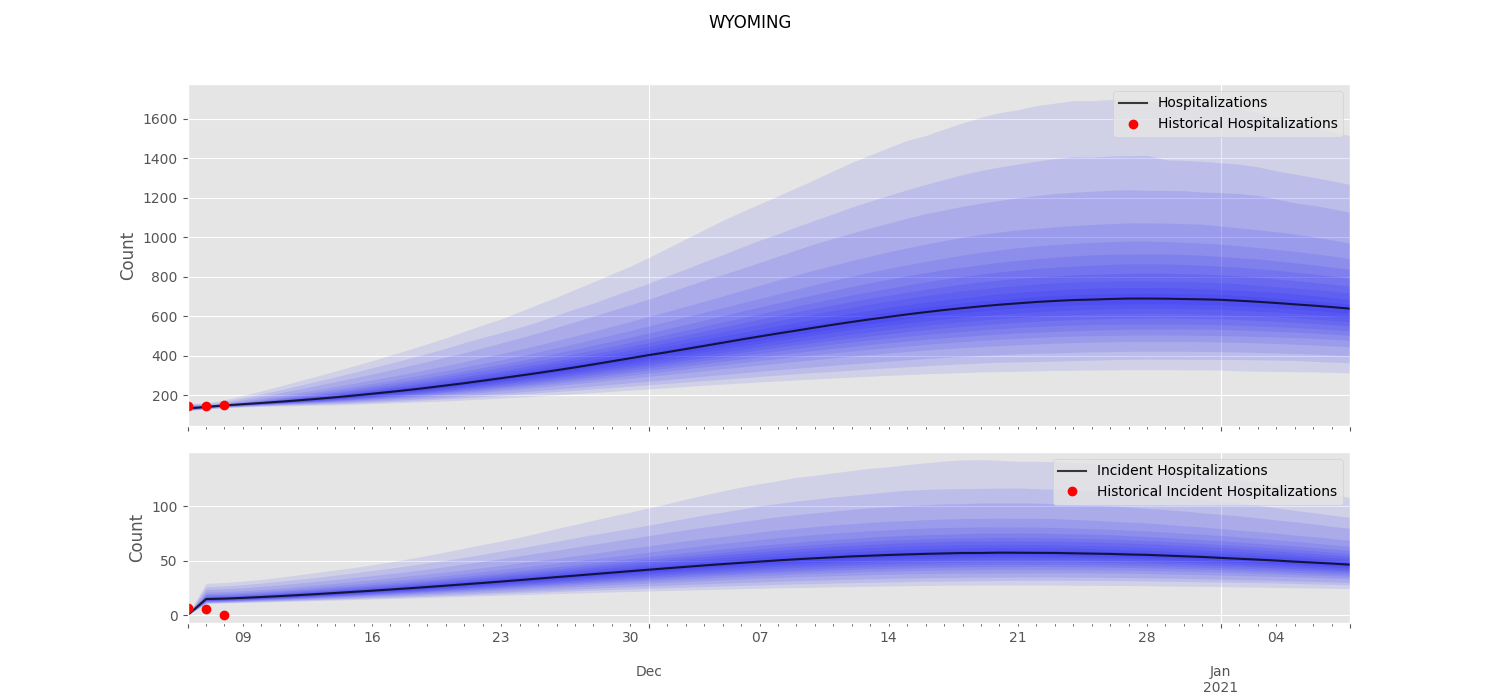 WYOMING
Hospitalizations
Historical Hospitalizations
1600
1400
1200
1000
800
600
400
200
Count
Incident Hospitalizations
Historical Incident Hospitalizations
100
50
0
Count
09 16 23 30 07 14 21 28 04
Dec Jan
2021